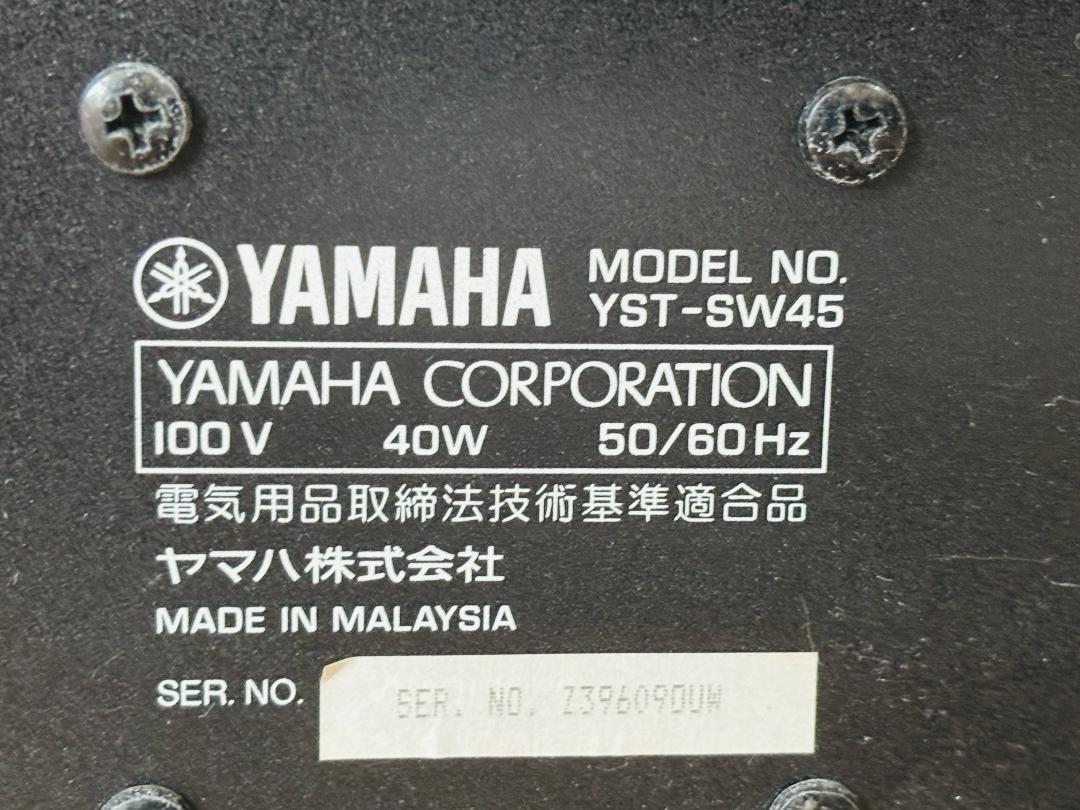 YAMAHA MODEL NO.
YST-SW45
YAMAHA CORPORATION
100V 40W 50/60Hz
電気用品取締法技術基準適合品
ヤマハ株式会社
MADE IN MALAYSIA
SER. NO. SER. NO. Z396090UW